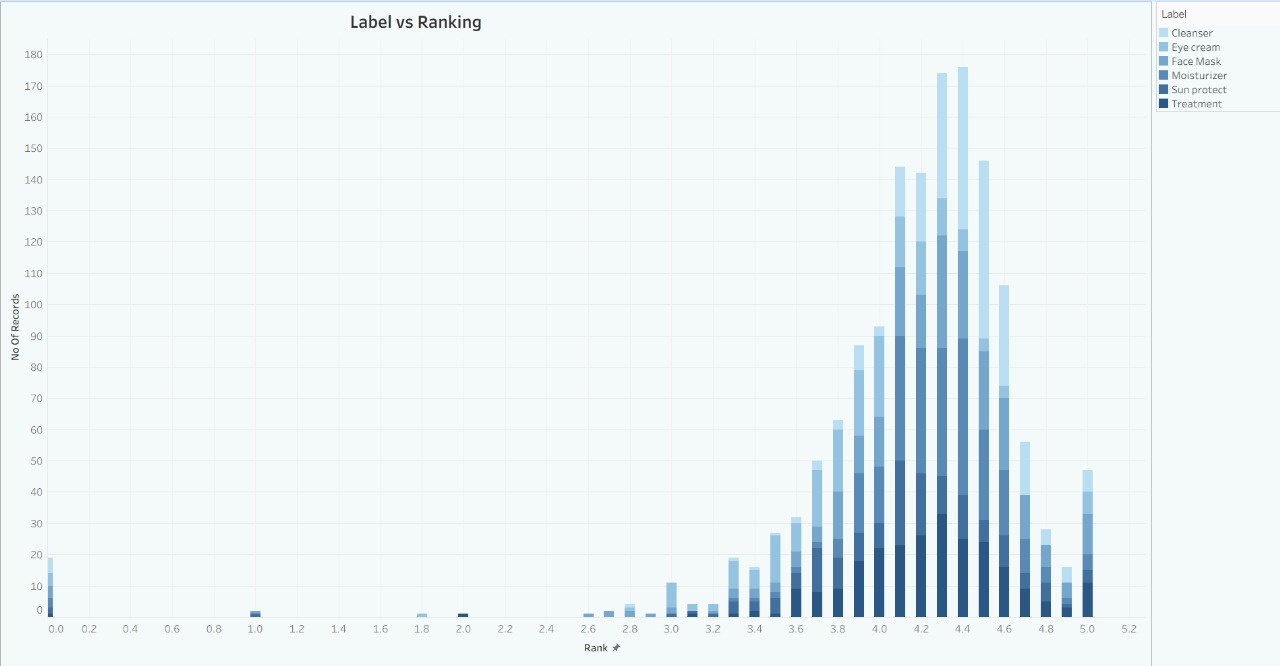 Label vs Ranking
Label
Cleanser
Eye cream
Face Mask
Moisturizer
Sun protect
Treatment
No Of Records
180
170
160
150
140
130
120
110
100
90
80
70
60
50
40
30
20
10
0
0.0 0.2 0.4 0.6 0.8 1.0 1.2 1.4 1.6 1.8 2.0 2.2 2.4 2.6 2.8 3.0 3.2 3.4 3.6 3.8 4.0 4.2 4.4 4.6 4.8 5.0 5.2
Rank